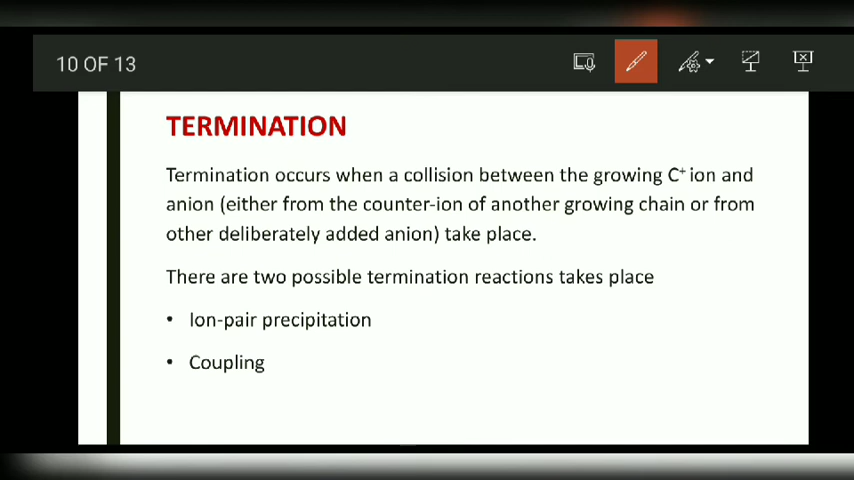 10 OF 13
TERMINATION
Termination occurs when a collision between the growing C⁺ ion and
anion (either from the counter-ion of another growing chain or from
other deliberately added anion) take place.
There are two possible termination reactions takes place
• Ion-pair precipitation
• Coupling